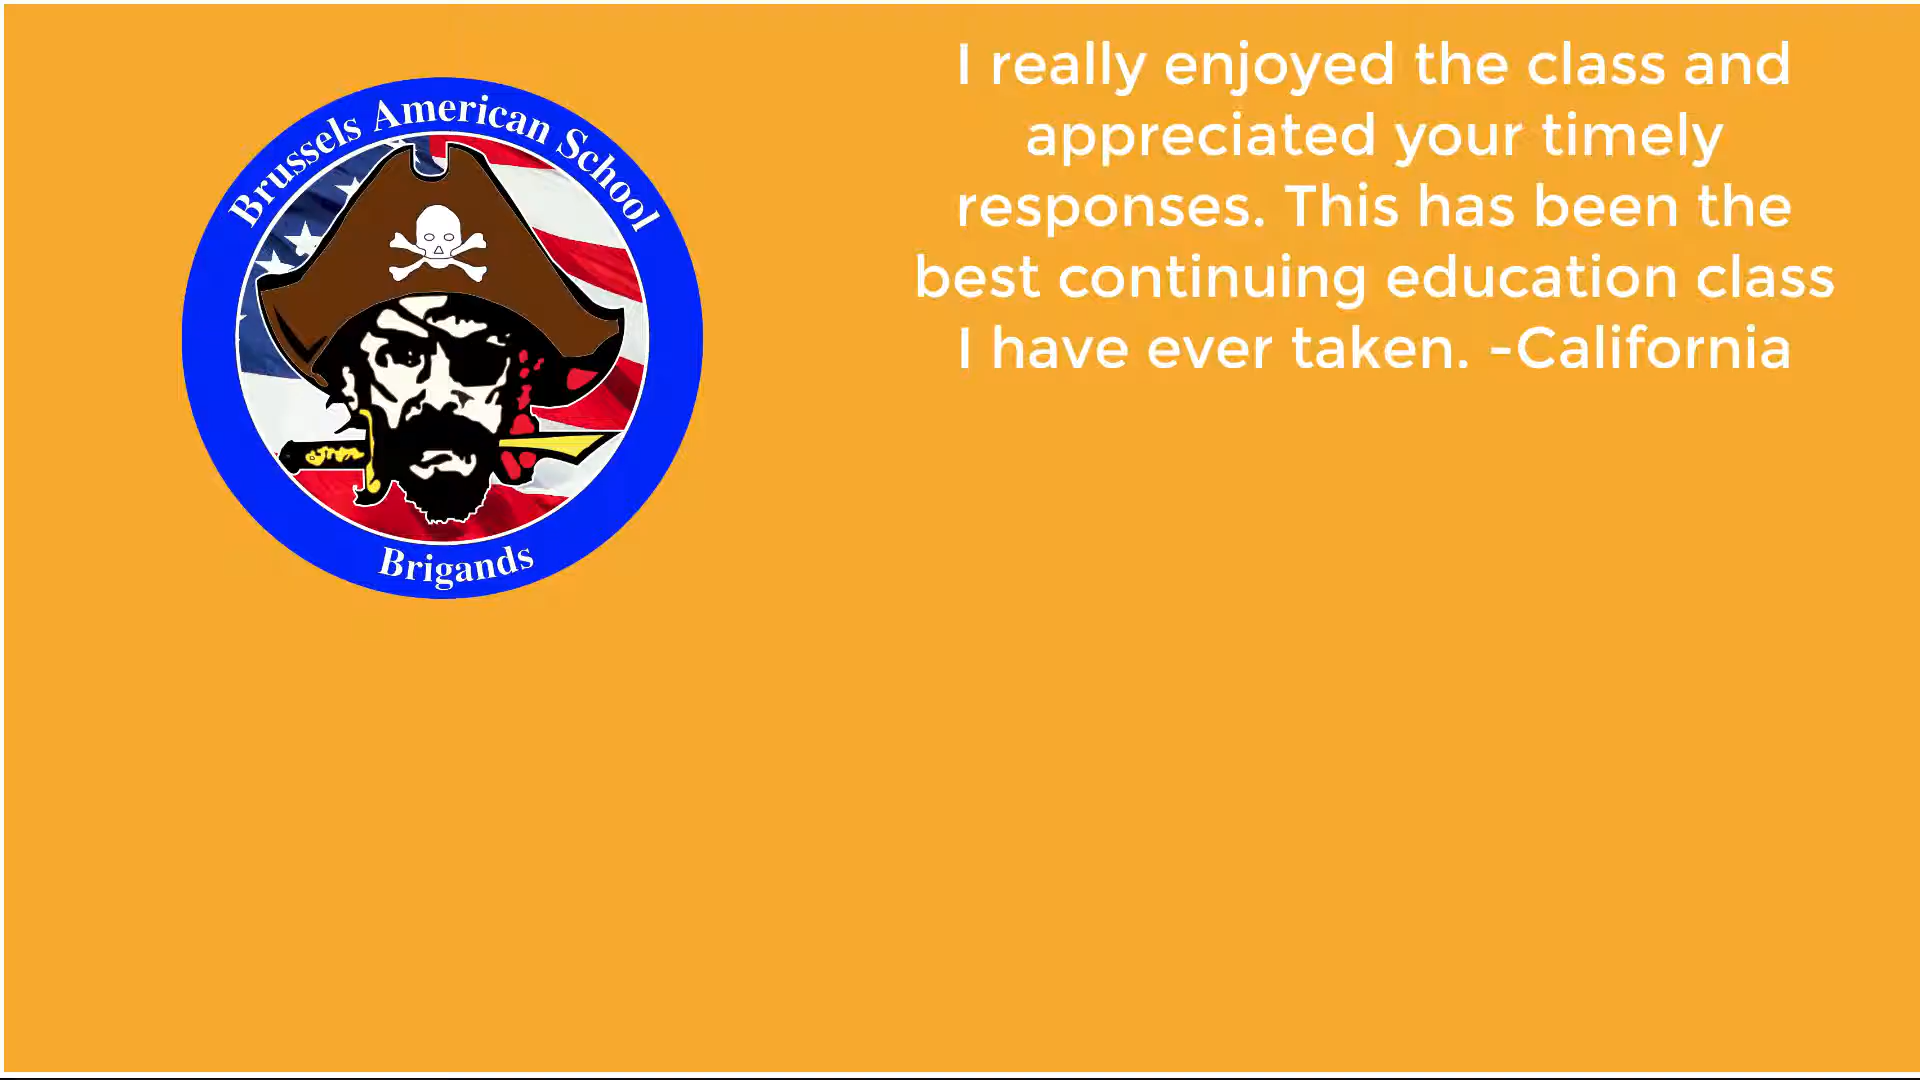 Brussels American School
Brigands
I really enjoyed the class and
appreciated your timely
responses. This has been the
best continuing education class
I have ever taken. -California